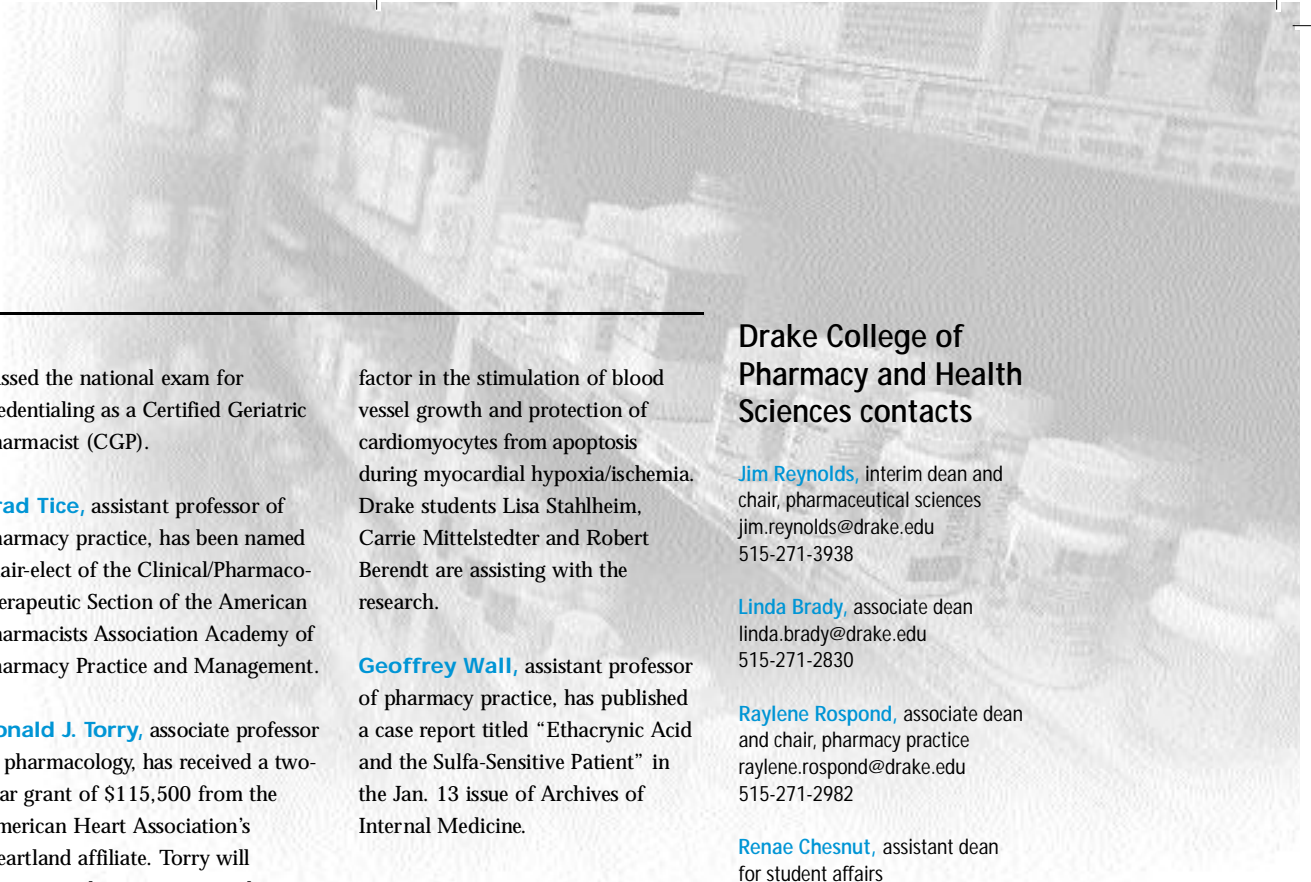 ssed the national exam for
edentialing as a Certified Geriatric
armacist (CGP).
rad Tice, assistant professor of
armacy practice, has been named
air-elect of the Clinical/Pharmaco-
erapeutic Section of the American
armacists Association Academy of
armacy Practice and Management.
onald J. Torry, associate professor
pharmacology, has received a two-
ar grant of $115,500 from the
merican Heart Association's
eartland affiliate. Torry will
factor in the stimulation of blood
vessel growth and protection of
cardiomyocytes from apoptosis
during myocardial hypoxia/ischemia.
Drake students Lisa Stahlheim,
Carrie Mittelstedter and Robert
Berendt are assisting with the
research.
Geoffrey Wall, assistant professor
of pharmacy practice, has published
a case report titled “Ethacrynic Acid
and the Sulfa-Sensitive Patient” in
the Jan. 13 issue of Archives of
Internal Medicine.
Drake College of
Pharmacy and Health
Sciences contacts
Jim Reynolds, interim dean and
chair, pharmaceutical sciences
jim.reynolds@drake.edu
515-271-3938
Linda Brady, associate dean
linda.brady@drake.edu
515-271-2830
Raylene Rospond, associate dean
and chair, pharmacy practice
raylene.rospond@drake.edu
515-271-2982
Renae Chesnut, assistant dean
for student affairs